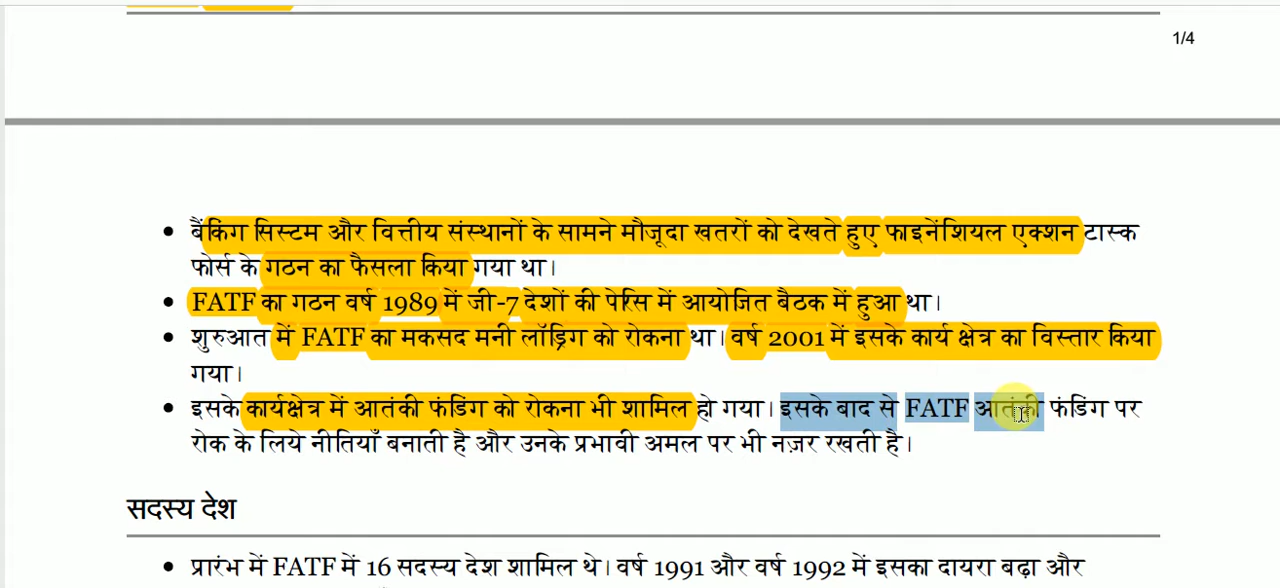 1/4
बैंकिंग सिस्टम और वित्तीय संस्थानों के सामने मौजूदा खतरों को देखते हुए फाइनेंशियल एक्शन टास्क
फोर्स के गठन का फैसला किया गया था।
FATF का गठन वर्ष 1989 में जी-7 देशों की पेरिस में आयोजित बैठक में हुआ था।
शुरुआत में FATF का मकसद मनी लॉड्रिंग को रोकना था। वर्ष 2001 में इसके कार्य क्षेत्र का विस्तार किया
गया।
इसके कार्यक्षेत्र में आतंकी फंडिंग को रोकना भी शामिल हो गया। इसके बाद से FATF आतंकी फंडिंग पर
रोक के लिये नीतियाँ बनाती है और उनके प्रभावी अमल पर भी नज़र रखती है।
सदस्य देश
प्रारंभ में FATF में 16 सदस्य देश शामिल थे। वर्ष 1991 और वर्ष 1992 में इसका दायरा बढ़ा और